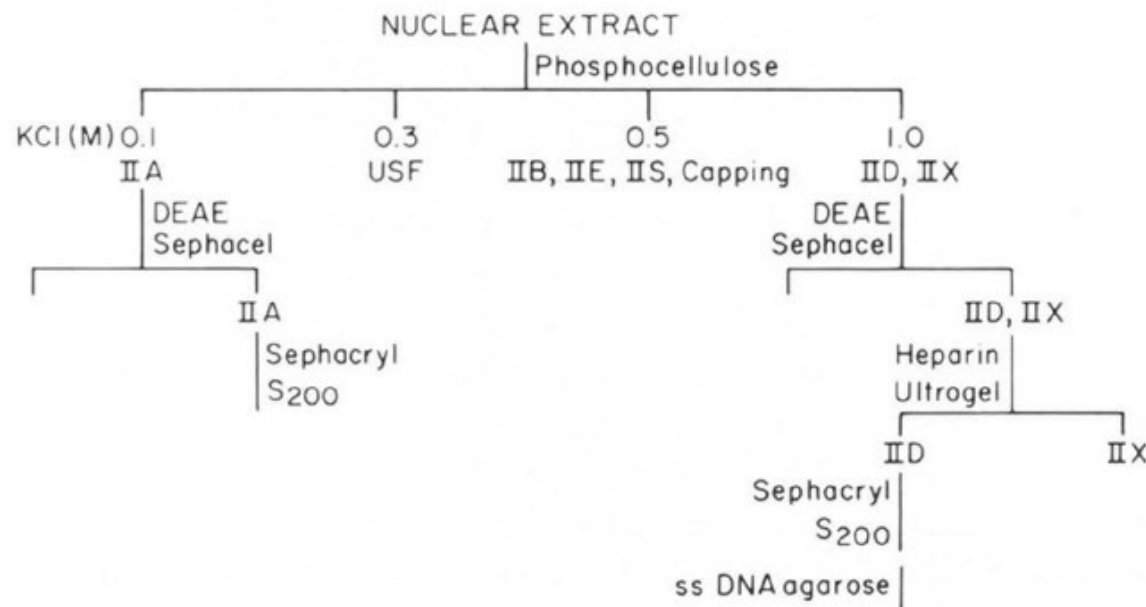 NUCLEAR EXTRACT
Phosphocellulose
KCl(M) 0.1 0.3 0.5 1.0
IIA USF IIB, IIE, IIS, Capping IID, IIX
DEAE DEAE
Sephacel Sephacel
IIA IID, IIX
Sephacryl Heparin
S200 Ultrogel
IID IIX
Sephacryl
S200
ss DNA agarose